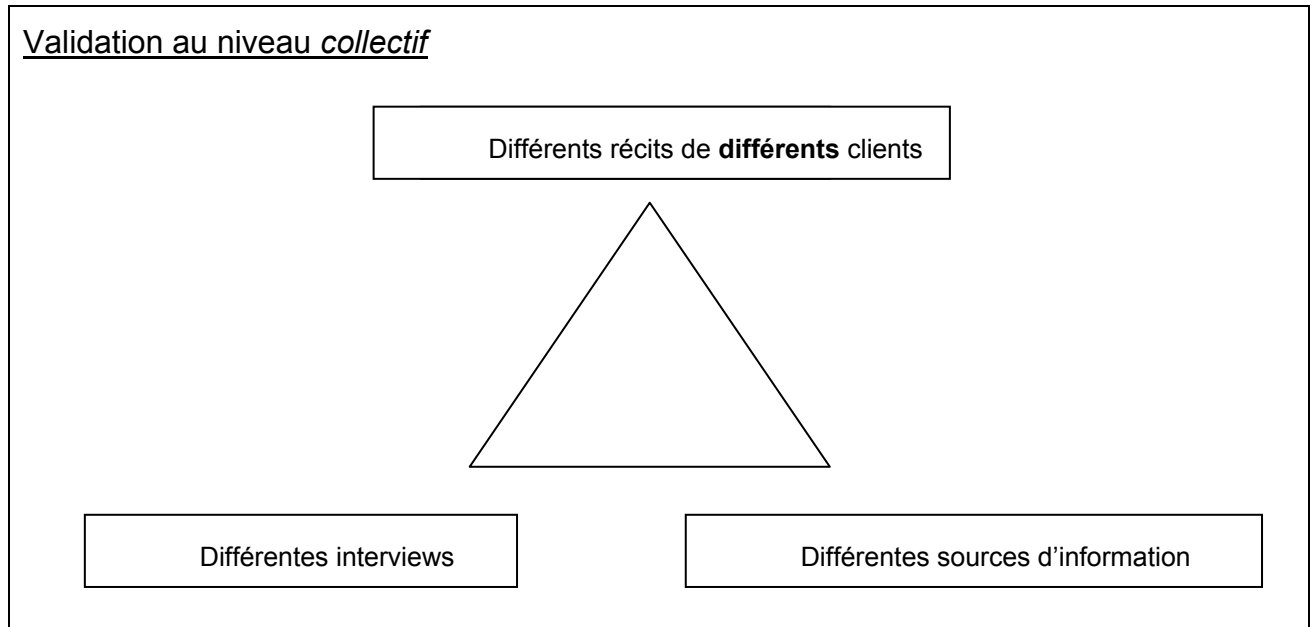 Validation au niveau collectif
Différents récits de différents clients
Différentes interviews
Différentes sources d’information